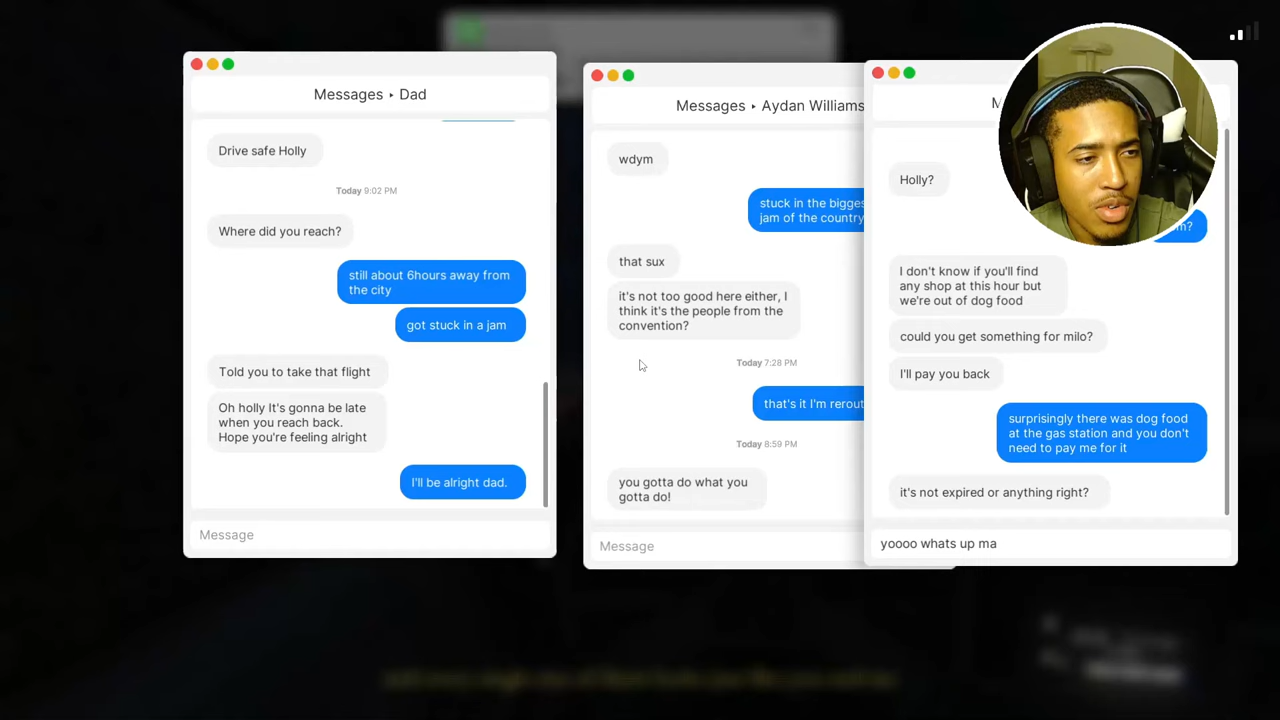 Messages ▸ Dad
Drive safe Holly
Today 9:02 PM
Where did you reach?
still about 6hours away from
the city
got stuck in a jam
Told you to take that flight
Oh holly It's gonna be late
when you reach back.
Hope you're feeling alright
I'll be alright dad.
Message
Messages ▸ Aydan Williams
wdym
stuck in the bigges
jam of the country
that sux
it's not too good here either, I
think it's the people from the
convention?
Today 7:28 PM
that's it I'm rerout
Today 8:59 PM
you gotta do what you
gotta do!
Message
M
Holly?
m?
I don't know if you'll find
any shop at this hour but
we're out of dog food
could you get something for milo?
I'll pay you back
surprisingly there was dog food
at the gas station and you don't
need to pay me for it
it's not expired or anything right?
yoooo whats up ma